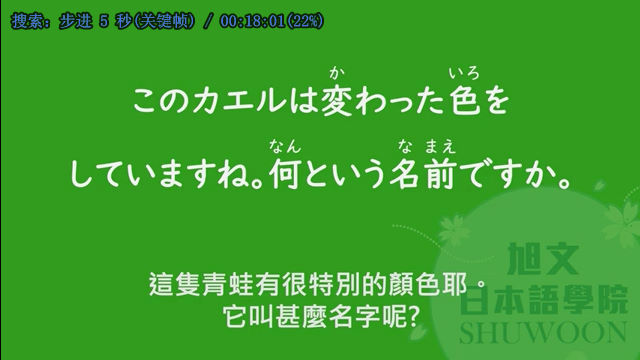 搜索: 步进 5 秒(关键帧) / 00:18:01(22%)
か いろ
このカエルは変わった色を
なん な まえ
していますね。何という名前ですか。
這隻青蛙有很特別的顏色耶。
它叫甚麼名字呢?
旭文
日本語學院
SHUWOON